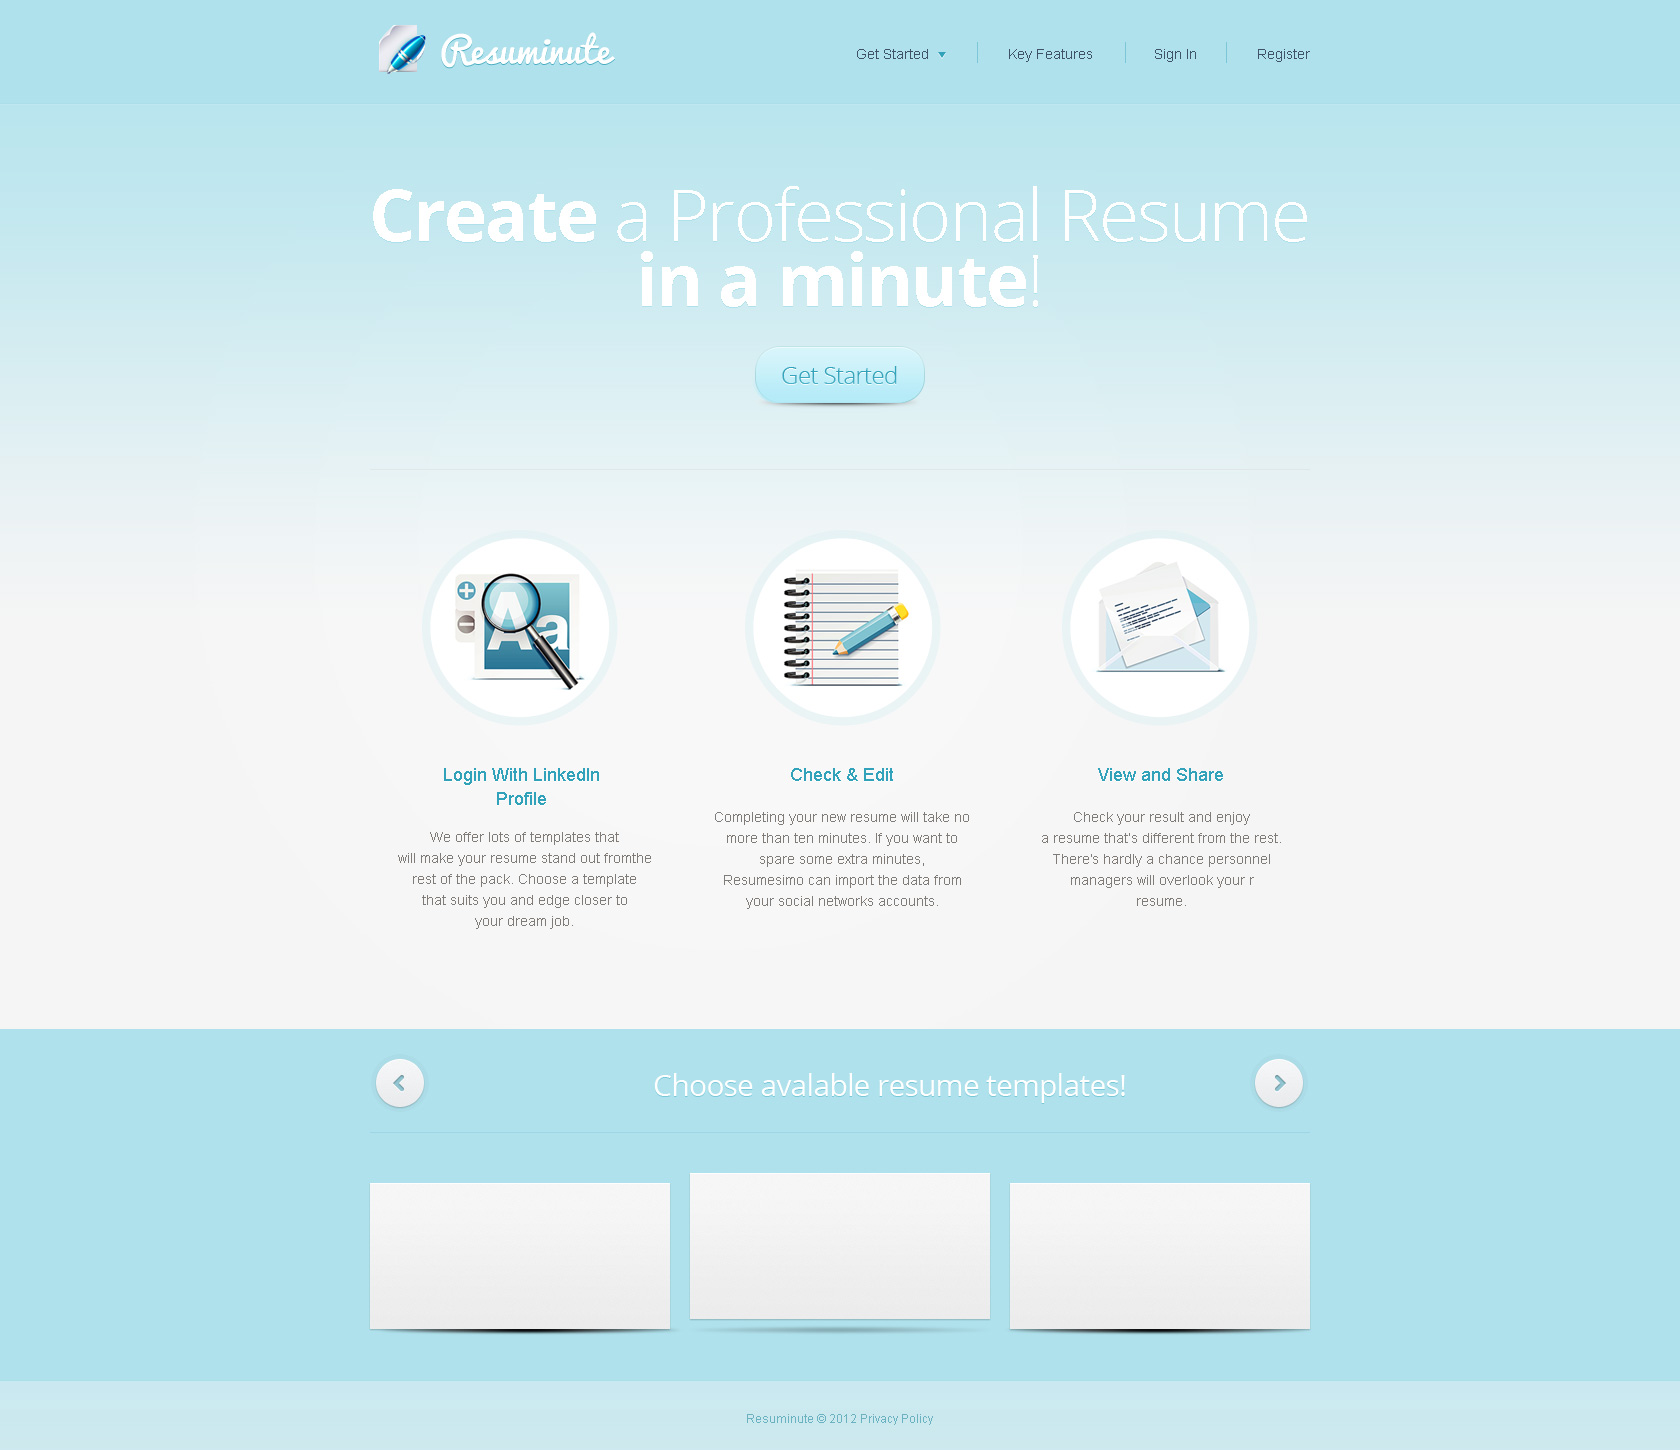 Resuminute
Get Started
Key Features
Sign In
Register
Create a Professional Resume
in a minute!
Get Started
Aa
Login With LinkedIn
Profile
We offer lots of templates that
will make your resume stand out fromthe
rest of the pack. Choose a template
that suits you and edge closer to
your dream job.
Check & Edit
Completing your new resume will take no
more than ten minutes. If you want to
spare some extra minutes,
Resumesimo can import the data from
your social networks accounts.
View and Share
Check your result and enjoy
a resume that's different from the rest.
There's hardly a chance personnel
managers will overlook your r
resume.
Choose avalable resume templates!
Resuminute © 2012 Privacy Policy